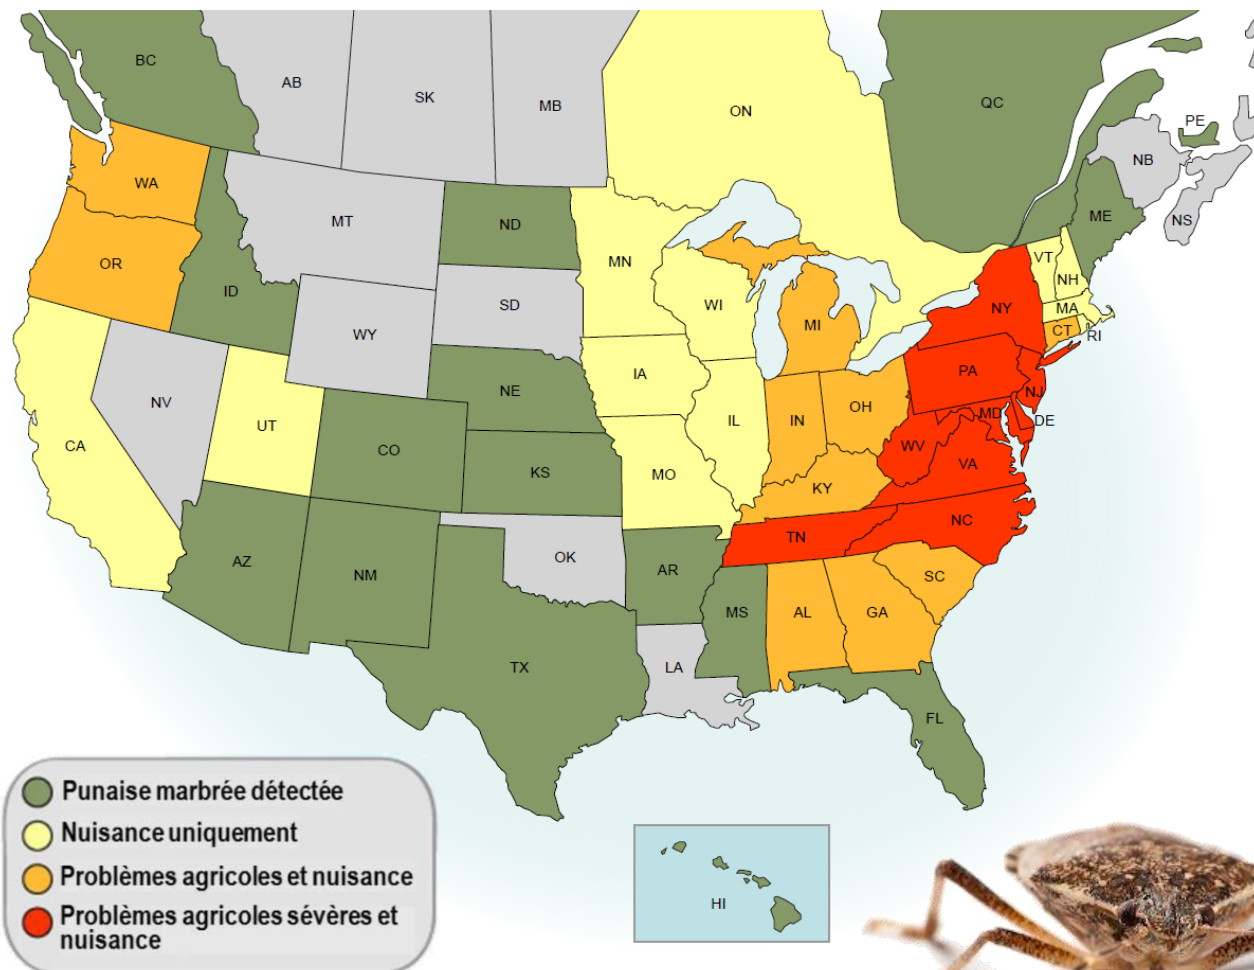 BC
AB
SK
MB
ON
QC
PE
NB
NS
ME
WA
MT
ND
MN
OR
ID
SD
WI
MI
VT
NH
NY
MA
CT
RI
WY
IA
NE
PA
NJ
NV
UT
IL
IN
OH
MD
DE
CA
CO
KS
MO
WV
VA
KY
AZ
NM
OK
AR
TN
NC
SC
MS
AL
GA
TX
LA
FL
HI
Punaise marbrée détectée
Nuisance uniquement
Problèmes agricoles et nuisance
Problèmes agricoles sévères et
nuisance